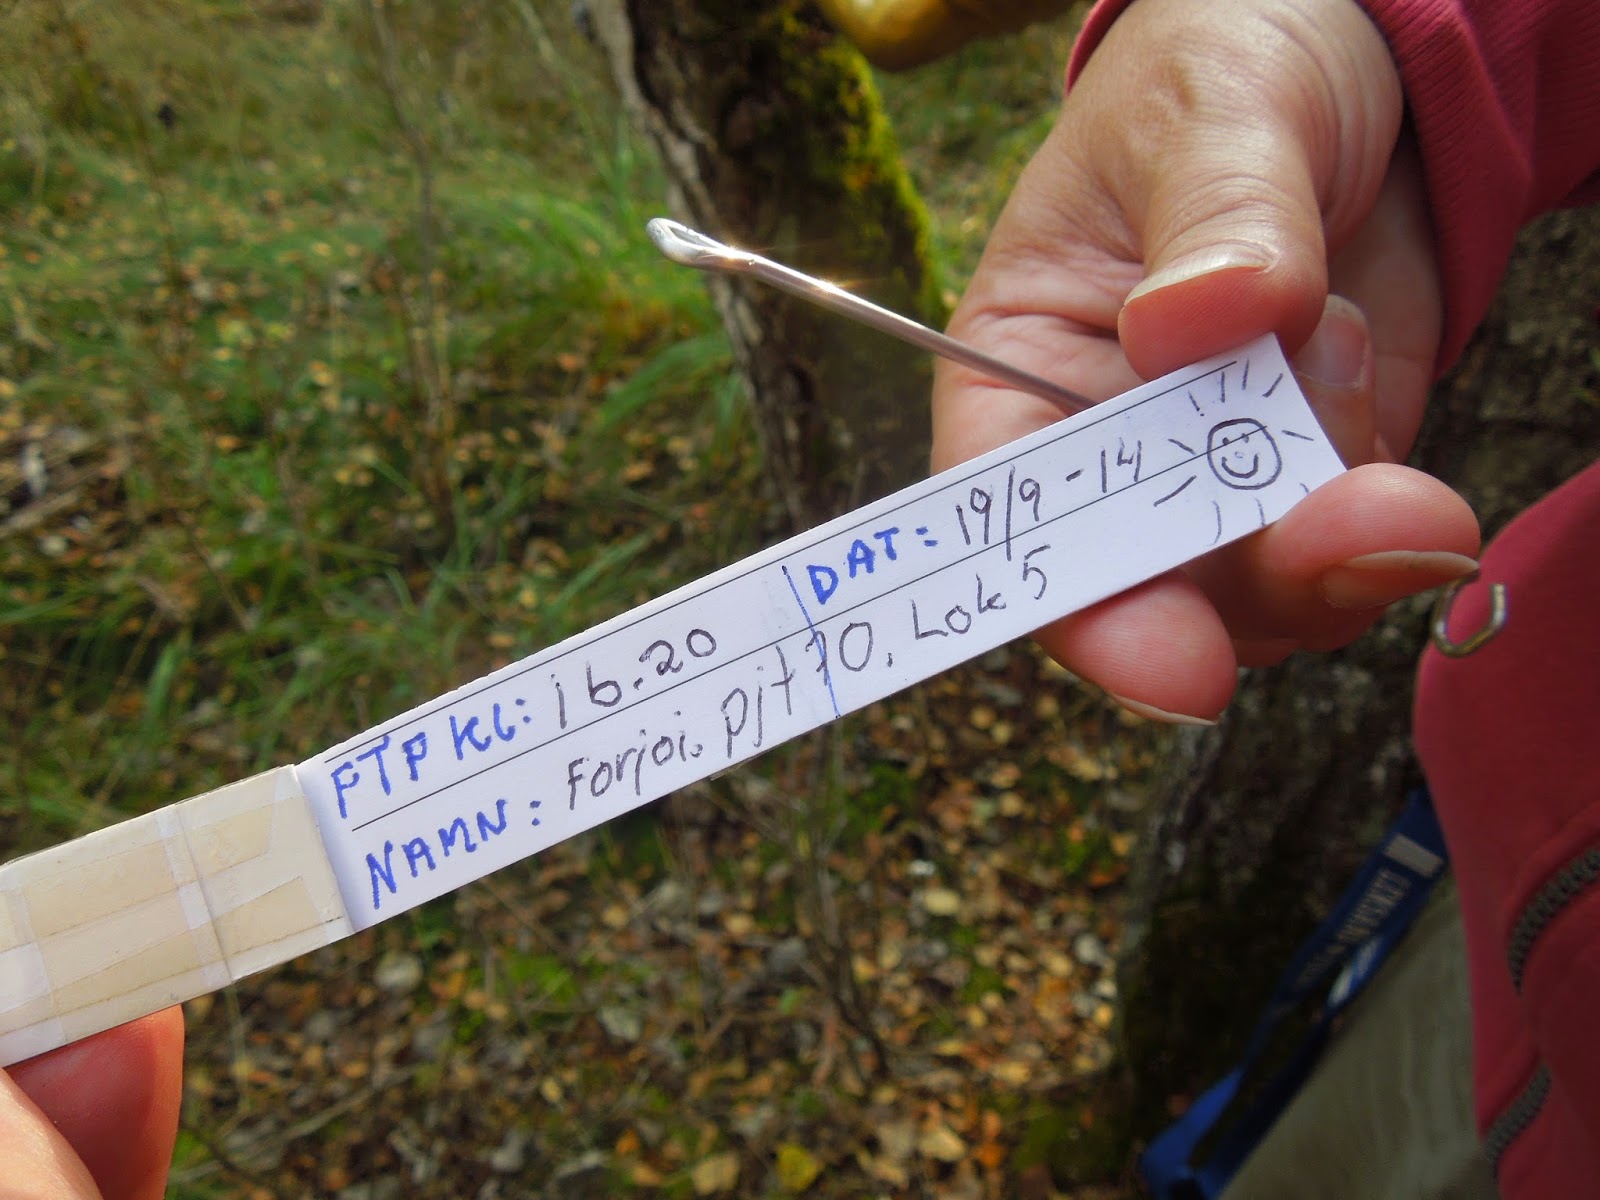 FTP KL: 16.20 DAT: 19/9 -14
NAMN: Forjoi. pjt 70. Lok 5